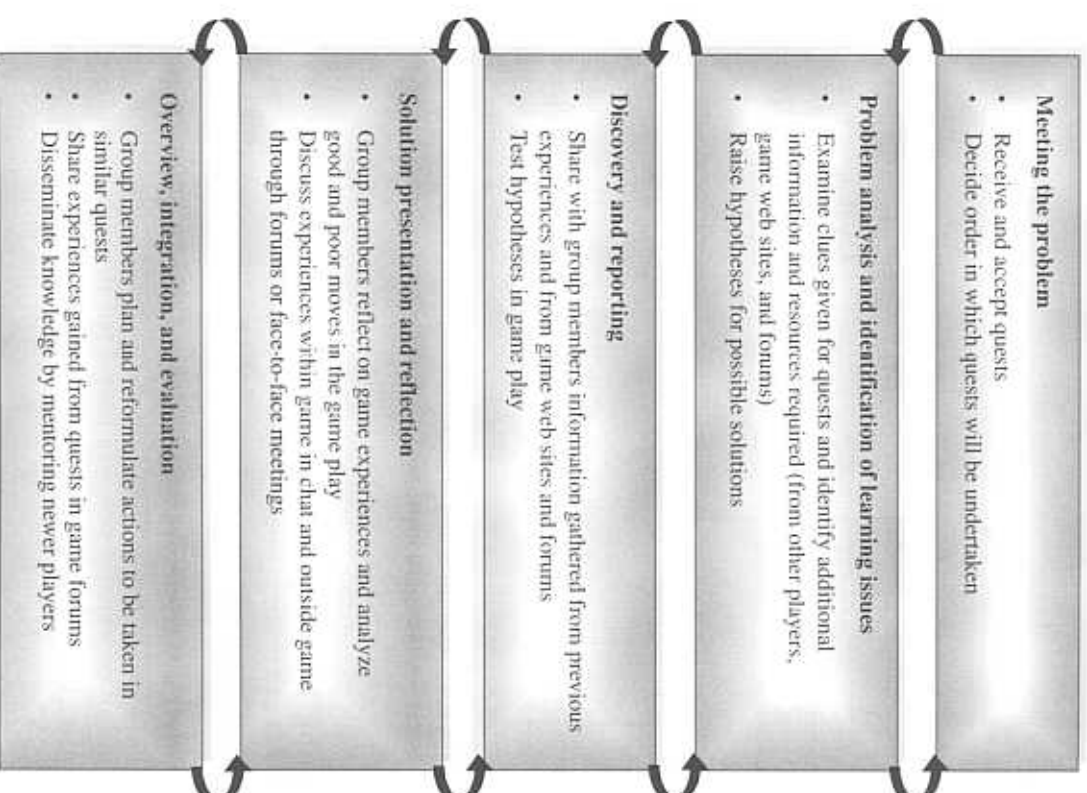 Meeting the problem
• Receive and accept quests
• Decide order in which quests will be undertaken
Problem analysis and identification of learning issues
• Examine clues given for quests and identify additional
information and resources required (from other players,
game web sites, and forums)
• Raise hypotheses for possible solutions
Discovery and reporting
• Share with group members information gathered from previous
experiences and from game web sites and forums
• Test hypotheses in game play
Solution presentation and reflection
• Group members reflect on game experiences and analyze
good and poor moves in the game play
• Discuss experiences within game in chat and outside game
through forums or face-to-face meetings
Overview, integration, and evaluation
• Group members plan and reformulate actions to be taken in
similar quests
• Share experiences gained from quests in game forums
• Disseminate knowledge by mentoring newer players